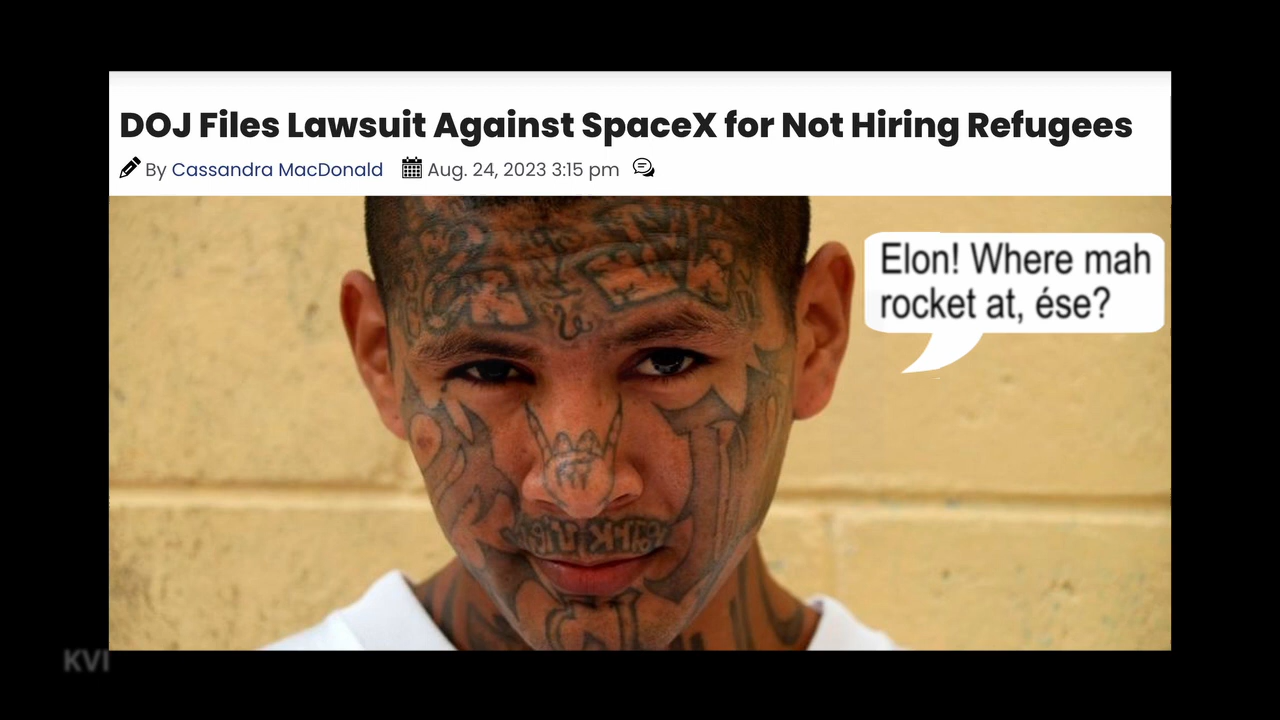 DOJ Files Lawsuit Against SpaceX for Not Hiring Refugees
By Cassandra MacDonald Aug. 24, 2023 3:15 pm
Elon! Where mah
rocket at, ése?
KVI